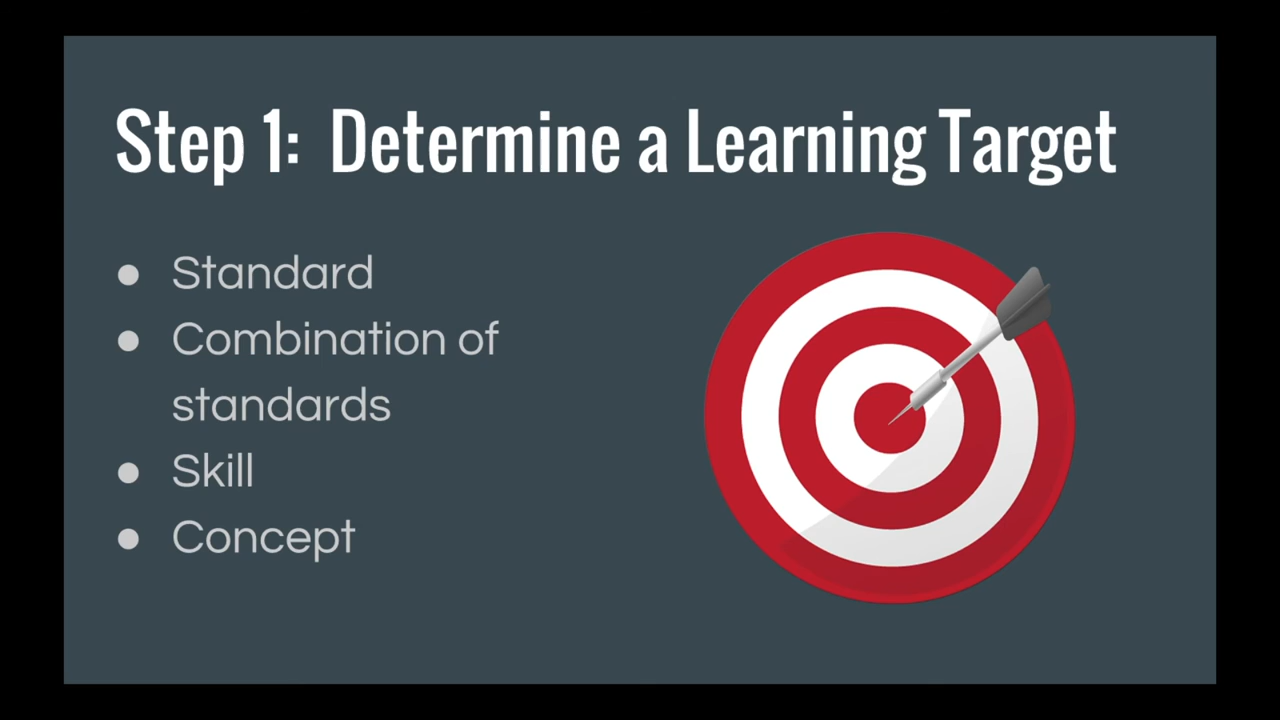 Step 1:  Determine a Learning Target
● Standard
● Combination of
standards
● Skill
● Concept